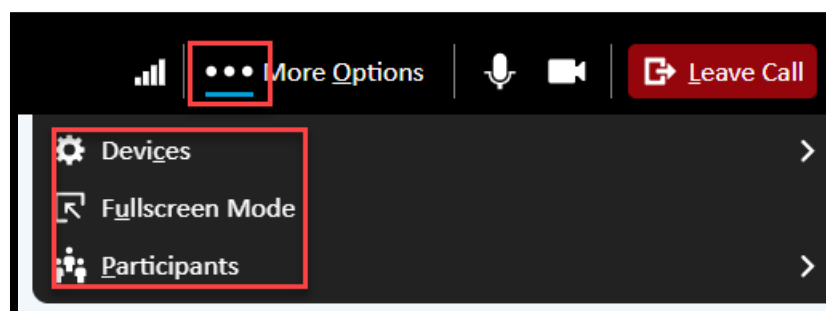 More Options
Leave Call
Devices
Fullscreen Mode
Participants